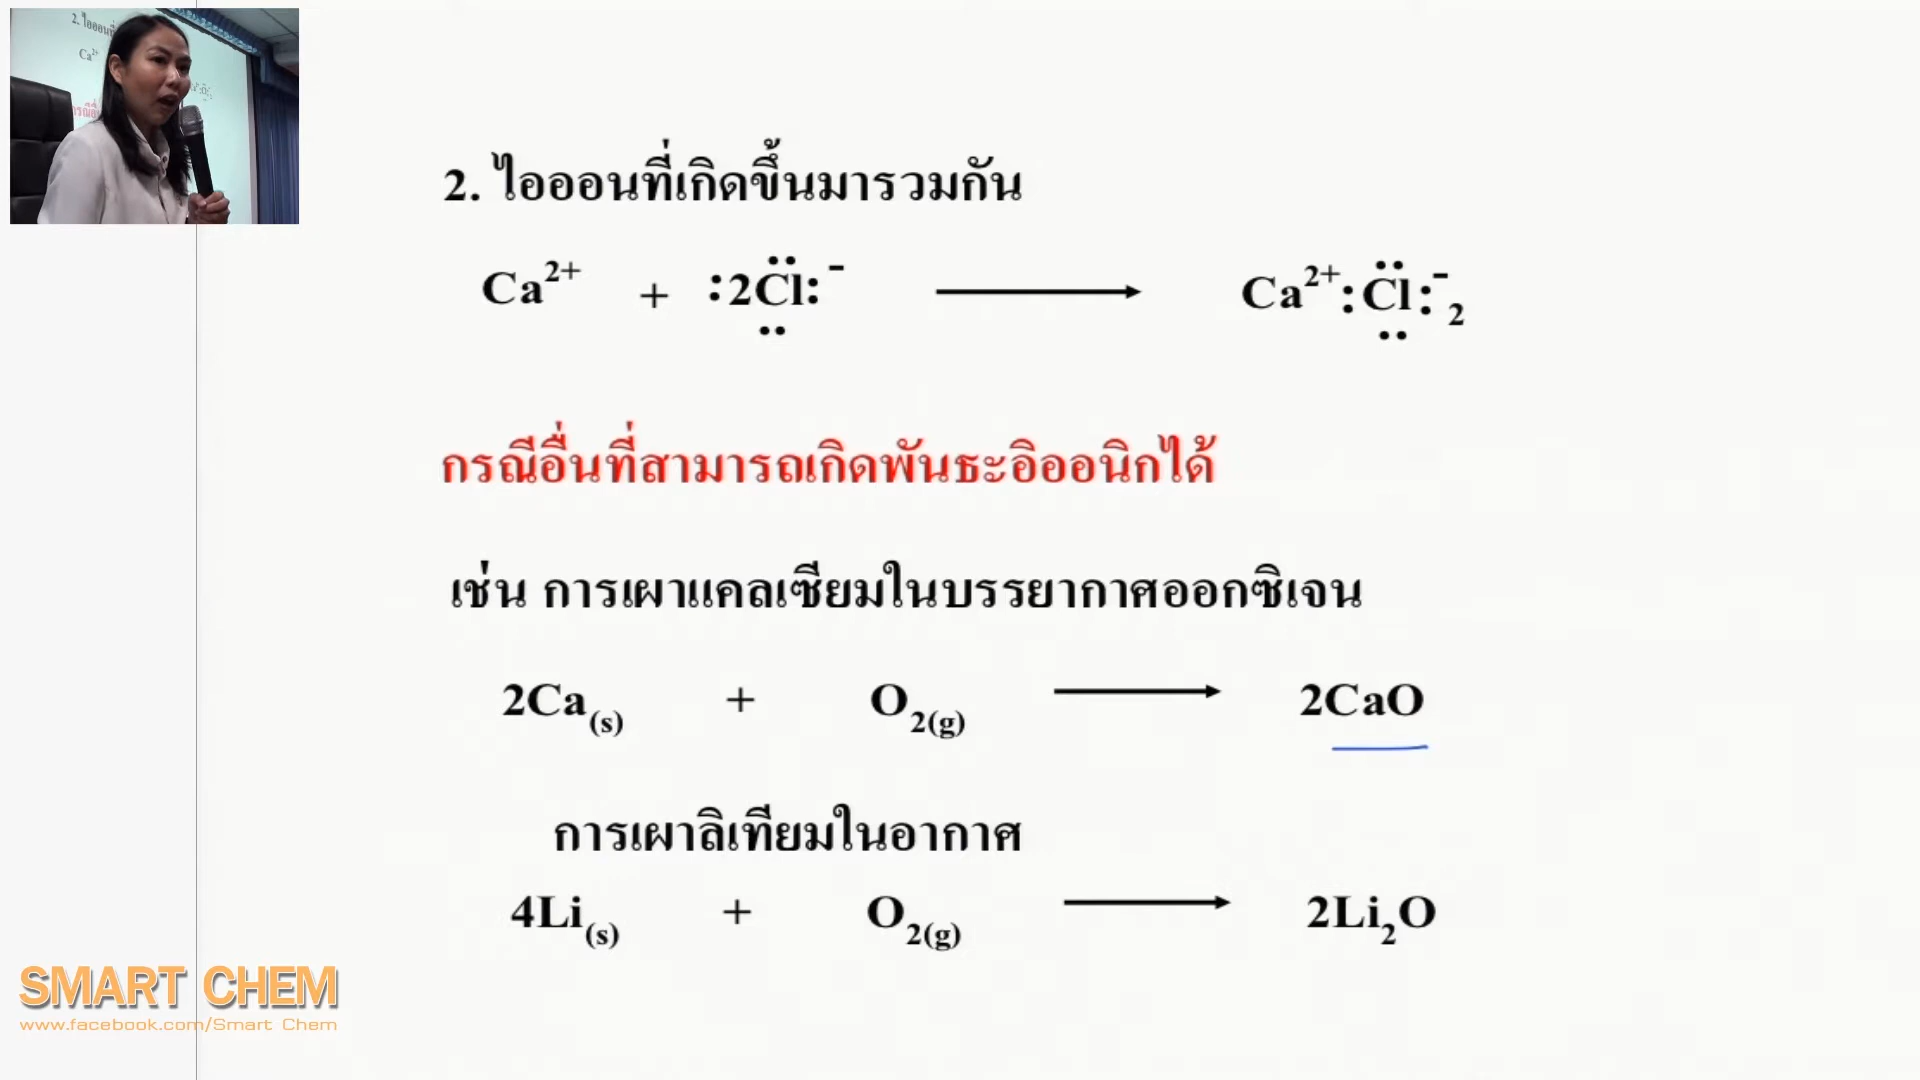 2. ไอออนที่เกิดขึ้นมารวมกัน
Ca²⁺ + :2Cl:⁻ → Ca²⁺:Cl:⁻₂
กรณีอื่นที่สามารถเกิดพันธะอิออนิกได้
เช่น การเผาแคลเซียมในบรรยากาศออกซิเจน
2Ca(s) + O₂(g) → 2CaO
การเผาลิเทียมในอากาศ
4Li(s) + O₂(g) → 2Li₂O
SMART CHEM
www.facebook.com/Smart Chem